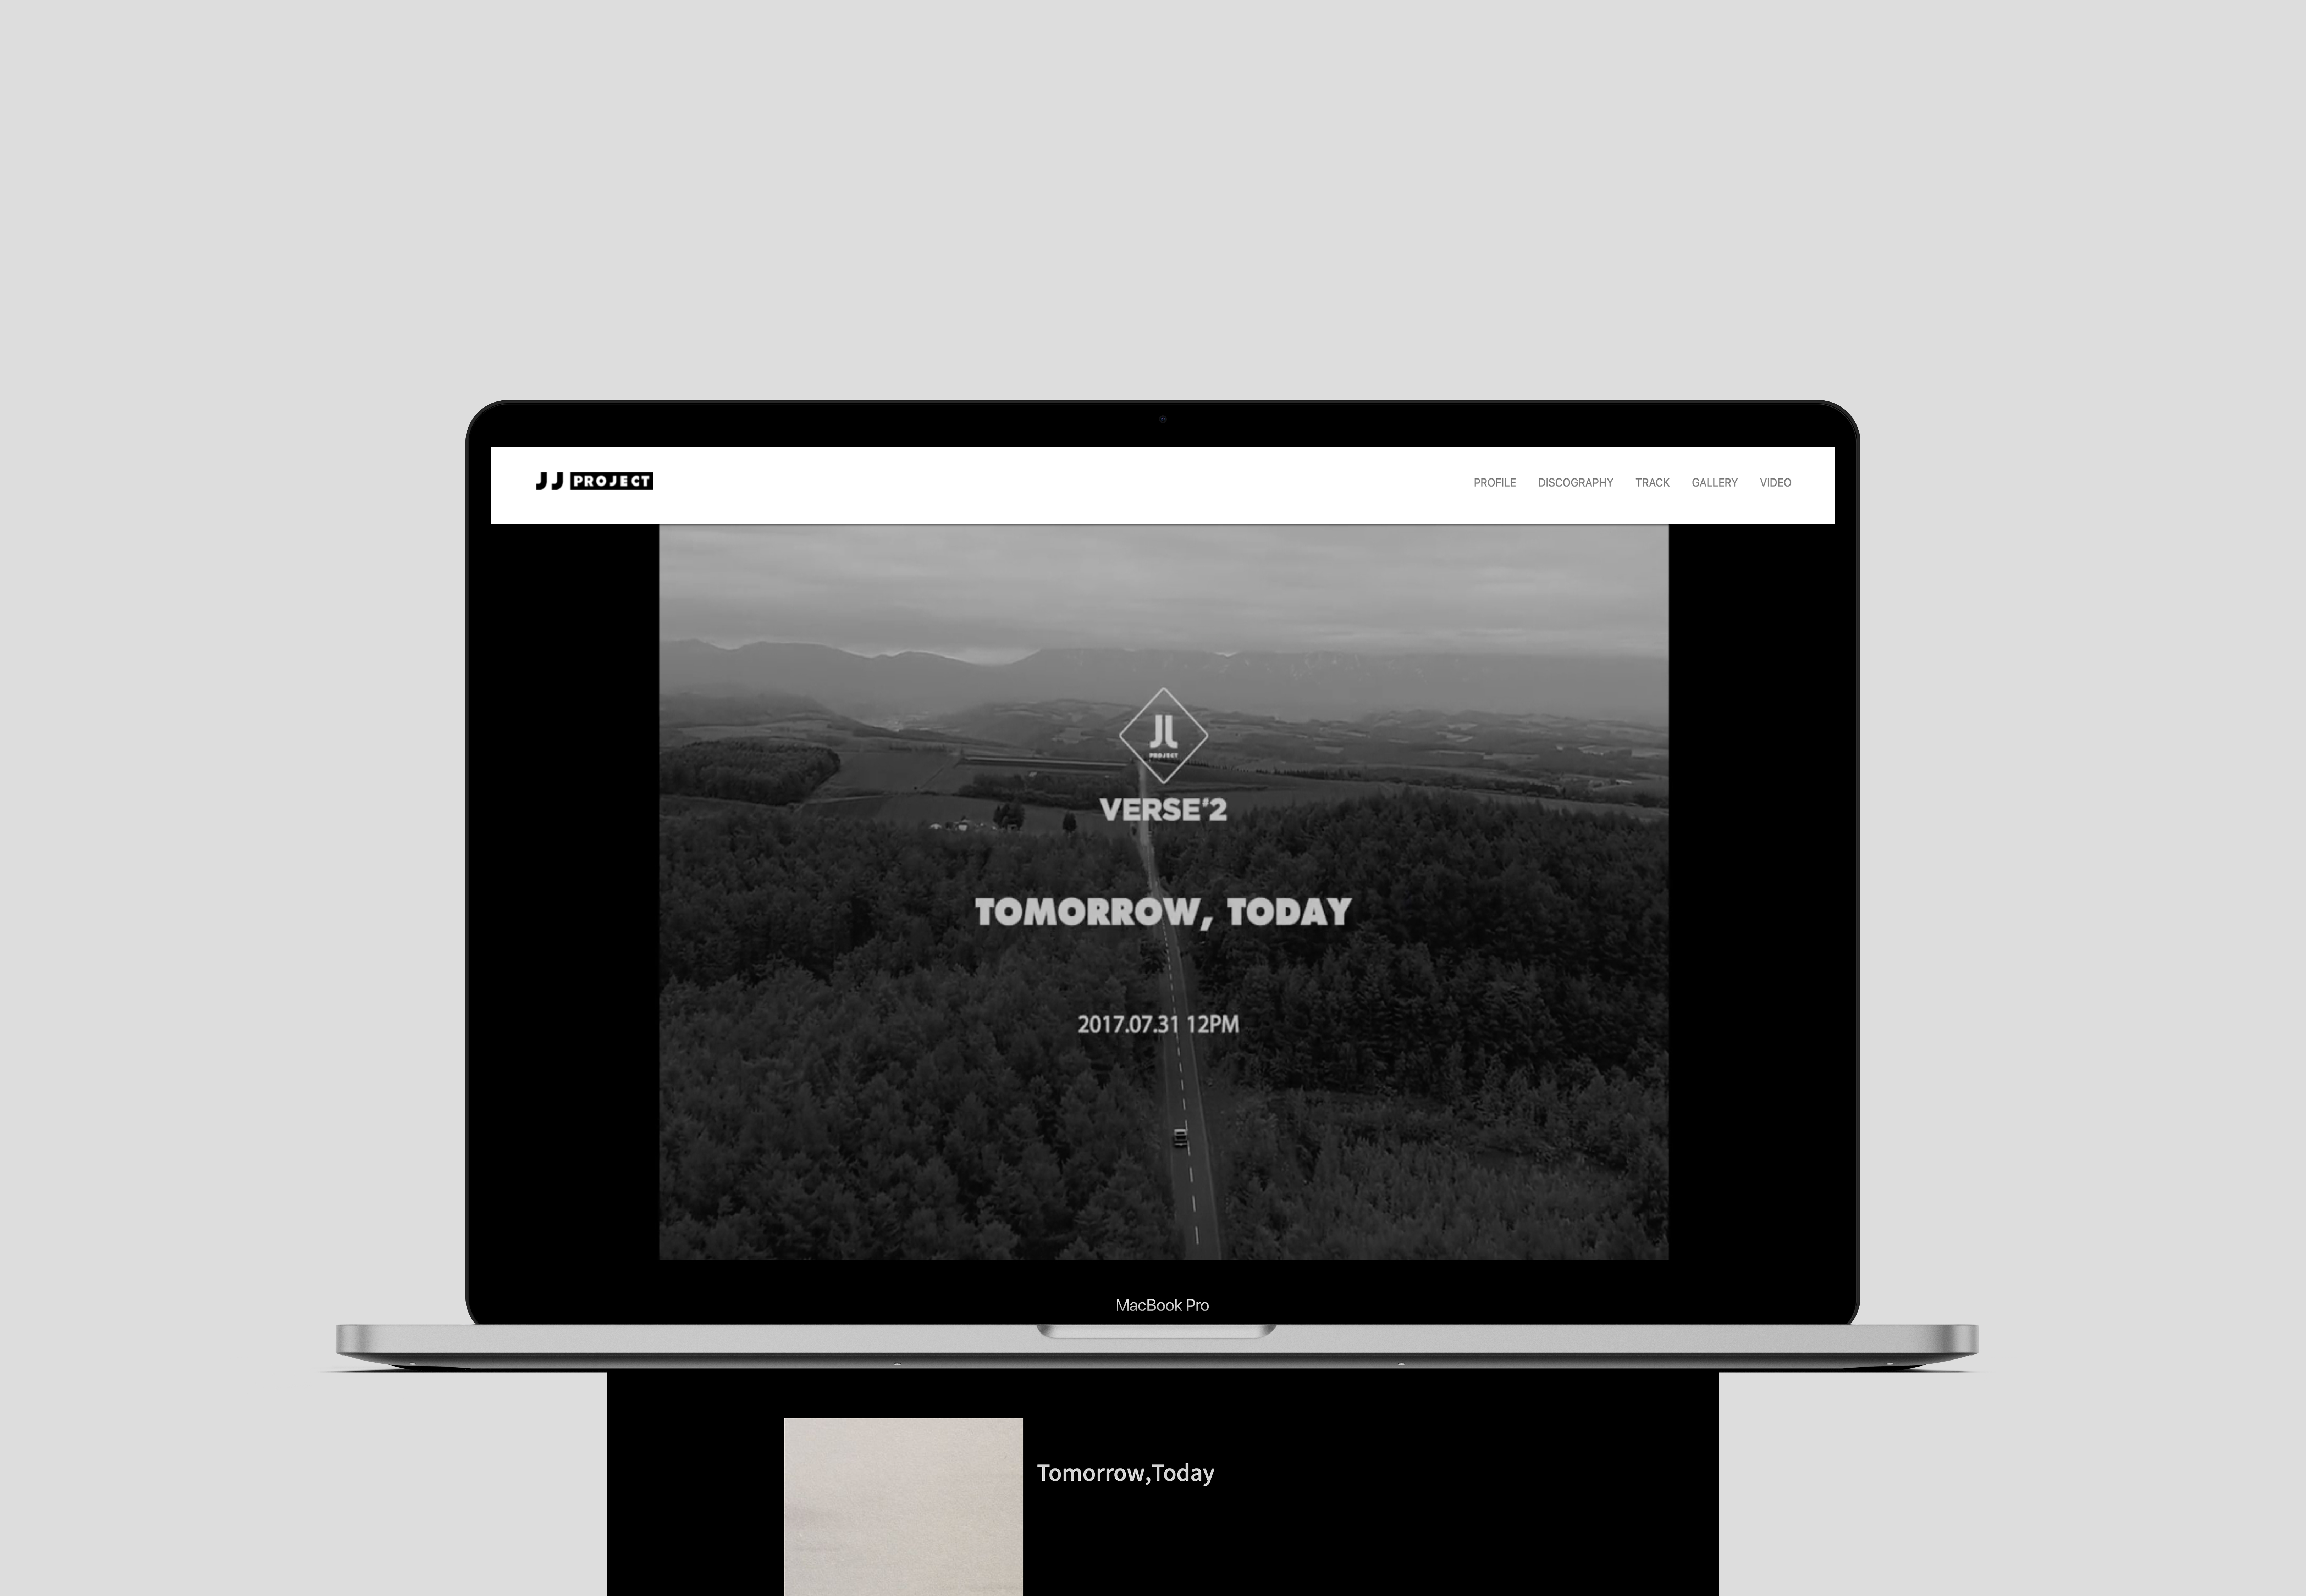 JJ PROJECT
PROFILE DISCOGRAPHY TRACK GALLERY VIDEO
JJ
PROJECT
VERSE'2
TOMORROW, TODAY
2017.07.31 12PM
MacBook Pro
Tomorrow,Today